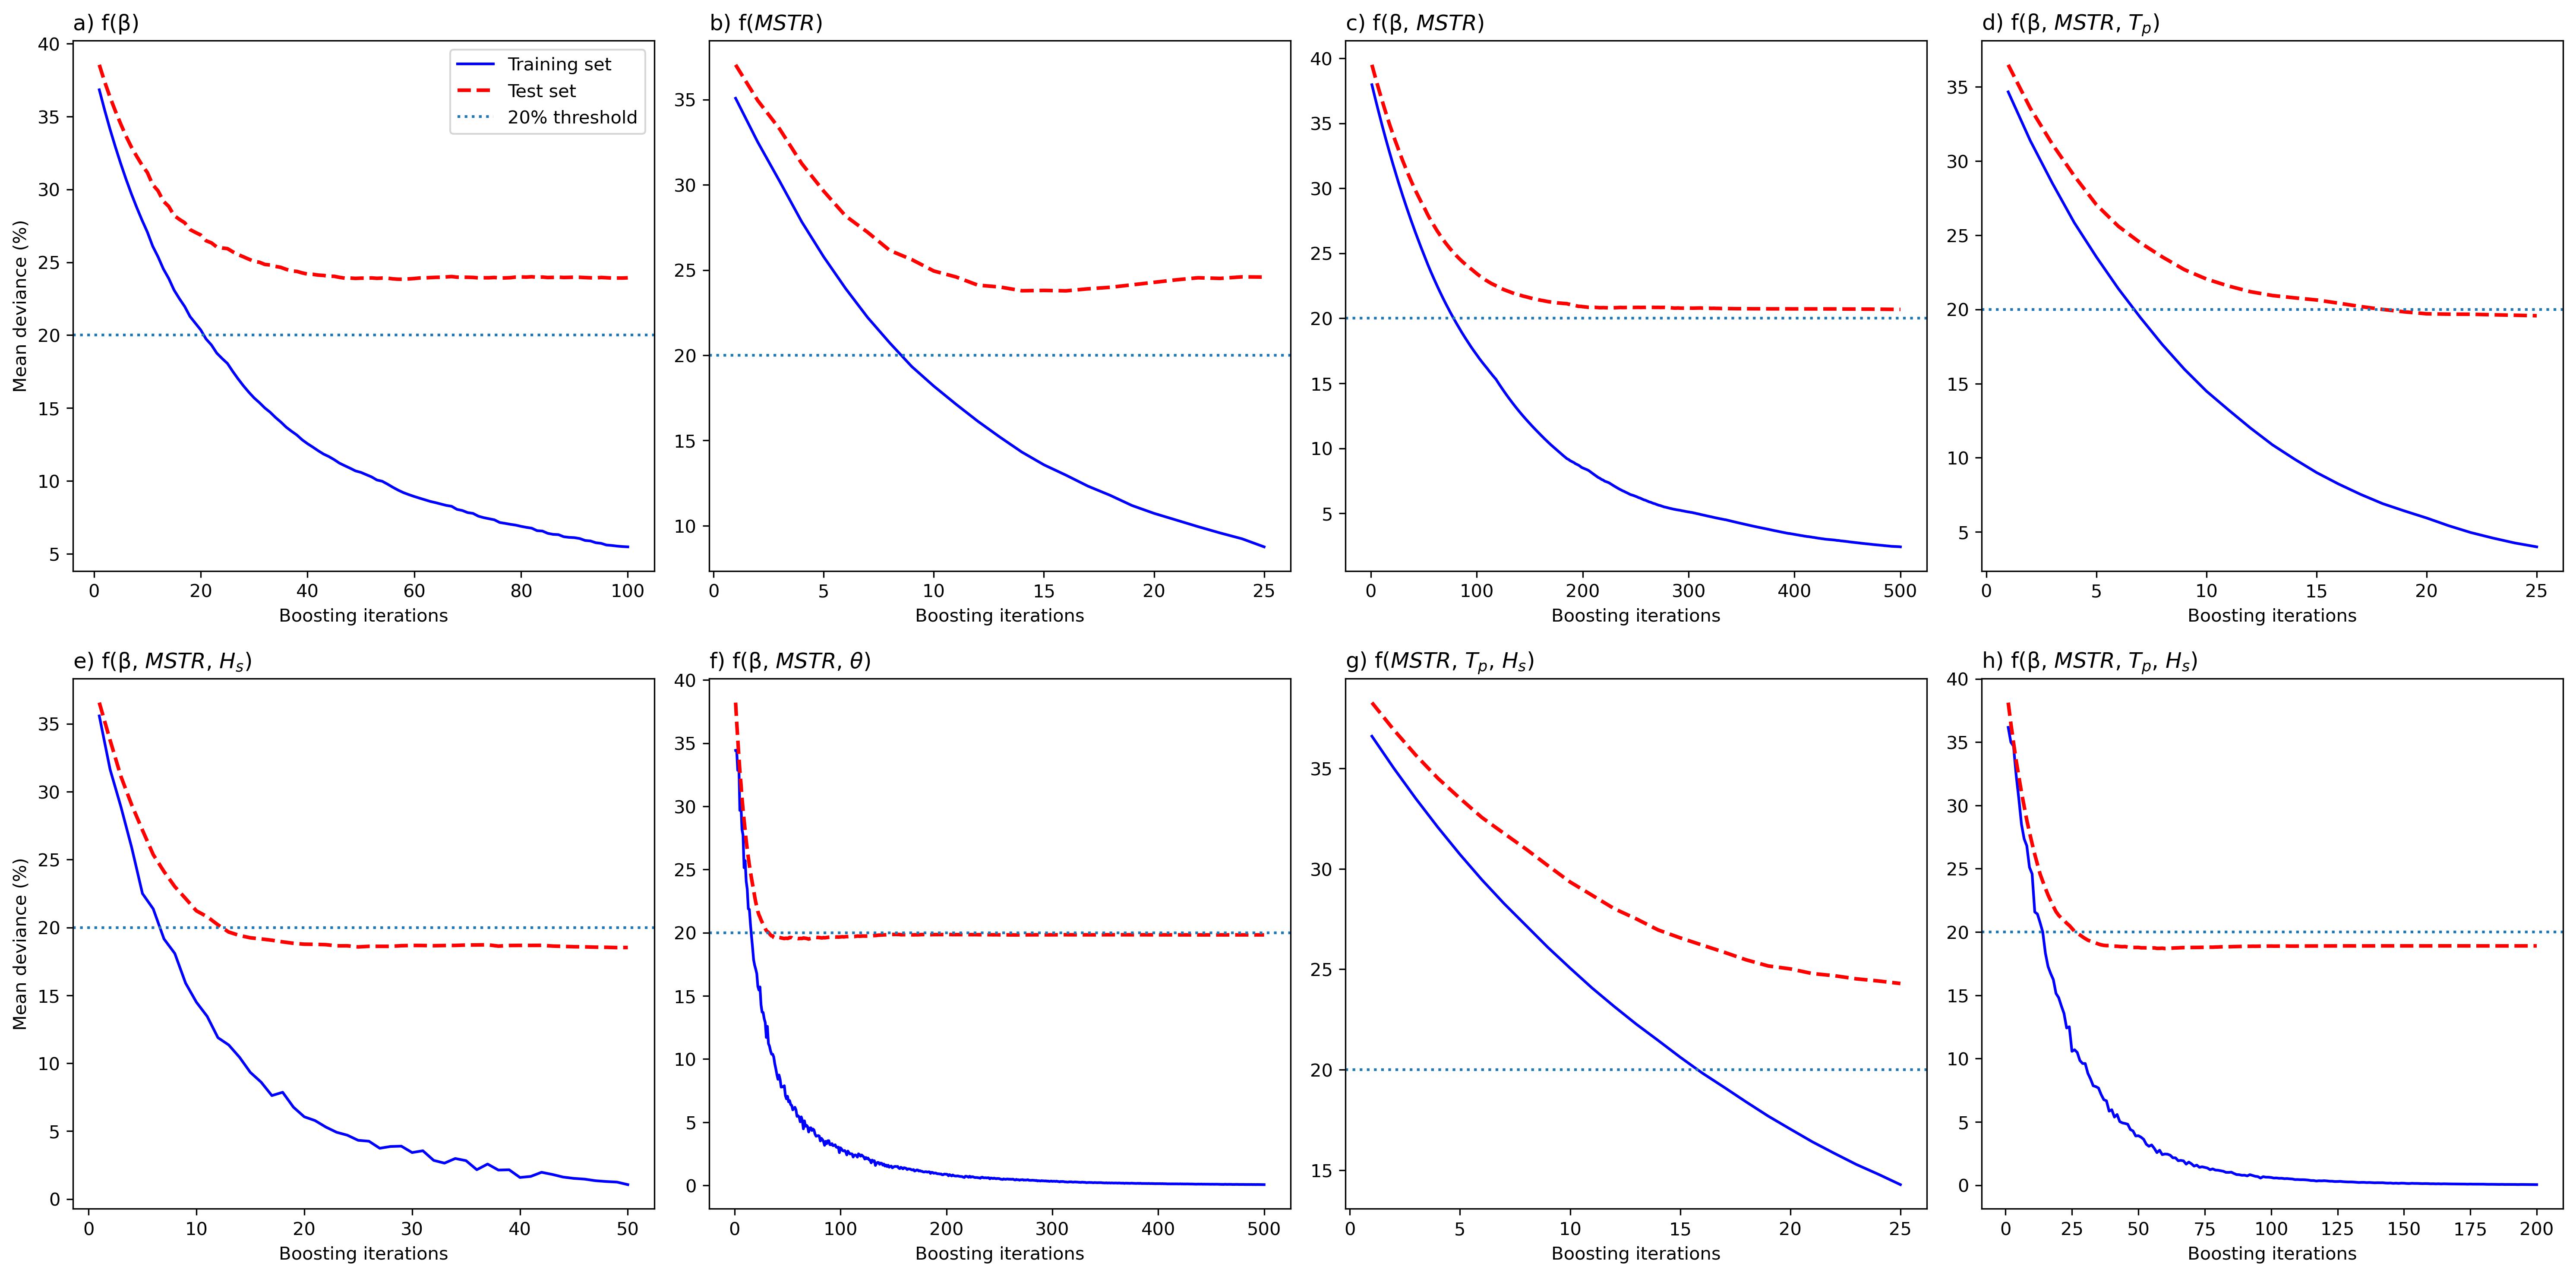 a) f(β)
40
35
30
25
20
15
10
5
Mean deviance (%)
Training set
Test set
20% threshold
0 20 40 60 80 100
Boosting iterations
b) f(MSTR)
35
30
25
20
15
10
0 5 10 15 20 25
Boosting iterations
c) f(β, MSTR)
40
35
30
25
20
15
10
5
0 100 200 300 400 500
Boosting iterations
d) f(β, MSTR, Tp)
35
30
25
20
15
10
5
0 5 10 15 20 25
Boosting iterations
e) f(β, MSTR, Hs)
35
30
25
20
15
10
5
0
Mean deviance (%)
0 10 20 30 40 50
Boosting iterations
f) f(β, MSTR, θ)
40
35
30
25
20
15
10
5
0
0 100 200 300 400 500
Boosting iterations
g) f(MSTR, Tp, Hs)
35
30
25
20
15
0 5 10 15 20 25
Boosting iterations
h) f(β, MSTR, Tp, Hs)
40
35
30
25
20
15
10
5
0
0 25 50 75 100 125 150 175 200
Boosting iterations